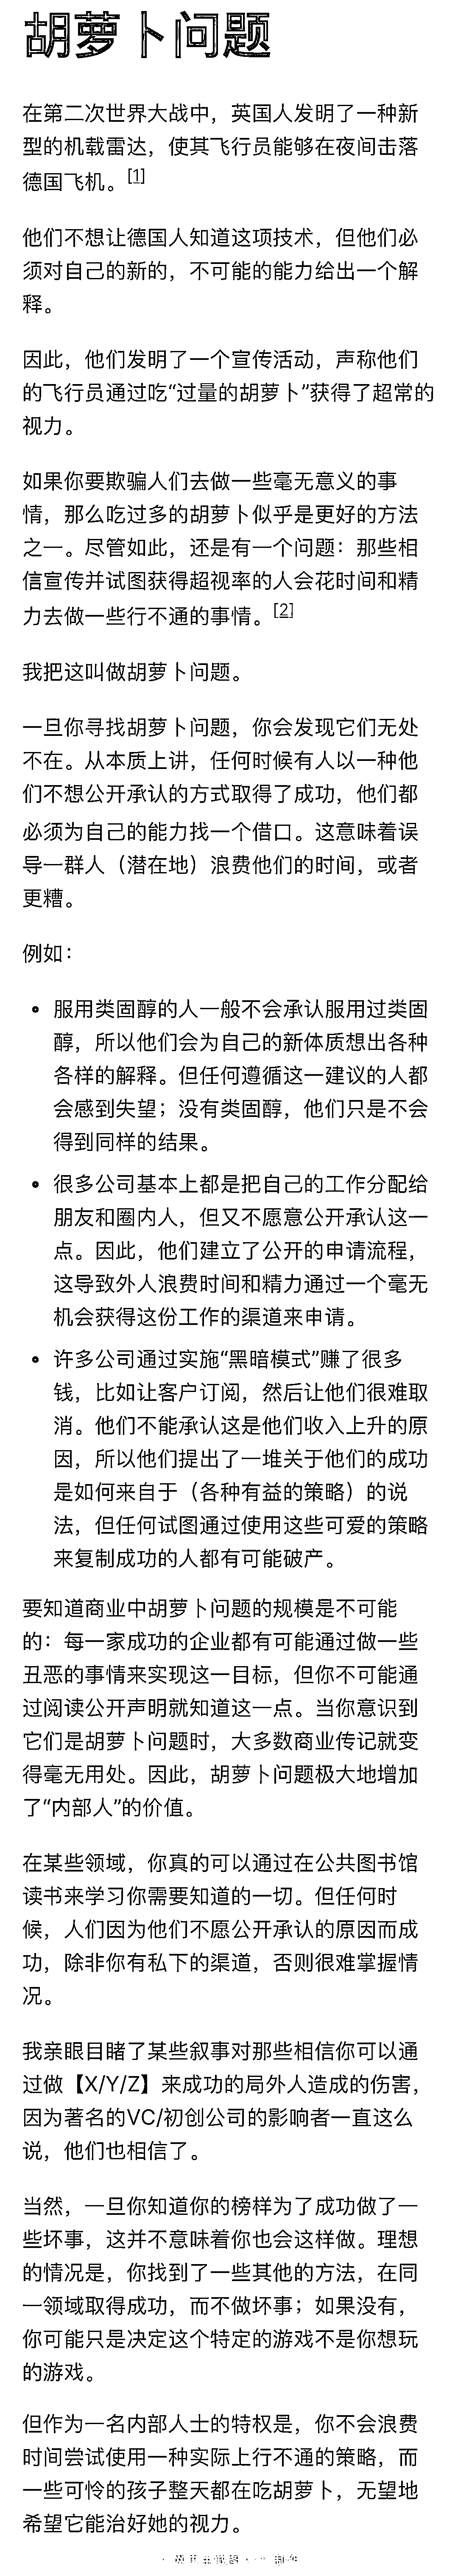 胡萝卜问题
在第二次世界大战中，英国人发明了一种新
型的机载雷达，使其飞行员能够在夜间击落
德国飞机。[1]
他们不想让德国人知道这项技术，但他们必
须对自己的新的，不可能的能力给出一个解
释。
因此，他们发明了一个宣传活动，声称他们
的飞行员通过吃“过量的胡萝卜”获得了超常的
视力。
如果你要欺骗人们去做一些毫无意义的事
情，那么吃过多的胡萝卜似乎是更好的方法
之一。尽管如此，还是有一个问题：那些相
信宣传并试图获得超视率的人会花时间和精
力去做一些行不通的事情。[2]
我把这叫做胡萝卜问题。
一旦你寻找胡萝卜问题，你会发现它们无处
不在。从本质上讲，任何时候有人以一种他
们不想公开承认的方式取得了成功，他们都
必须为自己的能力找一个借口。这意味着误
导一群人（潜在地）浪费他们的时间，或者
更糟。
例如：
• 服用类固醇的人一般不会承认服用过类固
醇，所以他们会为自己的新体质想出各种
各样的解释。但任何遵循这一建议的人都
会感到失望；没有类固醇，他们只是不会
得到同样的结果。
• 很多公司基本上都是把自己的工作分配给
朋友和圈内人，但又不愿意公开承认这一
点。因此，他们建立了公开的申请流程，
这导致外人浪费时间和精力通过一个毫无
机会获得这份工作的渠道来申请。
• 许多公司通过实施“黑暗模式”赚了很多
钱，比如让客户订阅，然后让他们很难取
消。他们不能承认这是他们收入上升的原
因，所以他们提出了一堆关于他们的成功
是如何来自于（各种有益的策略）的说
法，但任何试图通过使用这些可爱的策略
来复制成功的人都有可能破产。
要知道商业中胡萝卜问题的规模是不可能
的：每一家成功的企业都有可能通过做一些
丑恶的事情来实现这一目标，但你不可能通
过阅读公开声明就知道这一点。当你意识到
它们是胡萝卜问题时，大多数商业传记就变
得毫无用处。因此，胡萝卜问题极大地增加
了“内部人”的价值。
在某些领域，你真的可以通过在公共图书馆
读书来学习你需要知道的一切。但任何时
候，人们因为他们不愿公开承认的原因而成
功，除非你有私下的渠道，否则很难掌握情
况。
我亲眼目睹了某些叙事对那些相信你可以通
过做【X/Y/Z】来成功的局外人造成的伤害，
因为著名的VC/初创公司的影响者一直这么
说，他们也相信了。
当然，一旦你知道你的榜样为了成功做了一
些坏事，这并不意味着你也会这样做。理想
的情况是，你找到了一些其他的方法，在同
一领域取得成功，而不做坏事；如果没有，
你可能只是决定这个特定的游戏不是你想玩
的游戏。
但作为一名内部人士的特权是，你不会浪费
时间尝试使用一种实际上行不通的策略，而
一些可怜的孩子整天都在吃胡萝卜，无望地
希望它能治好她的视力。